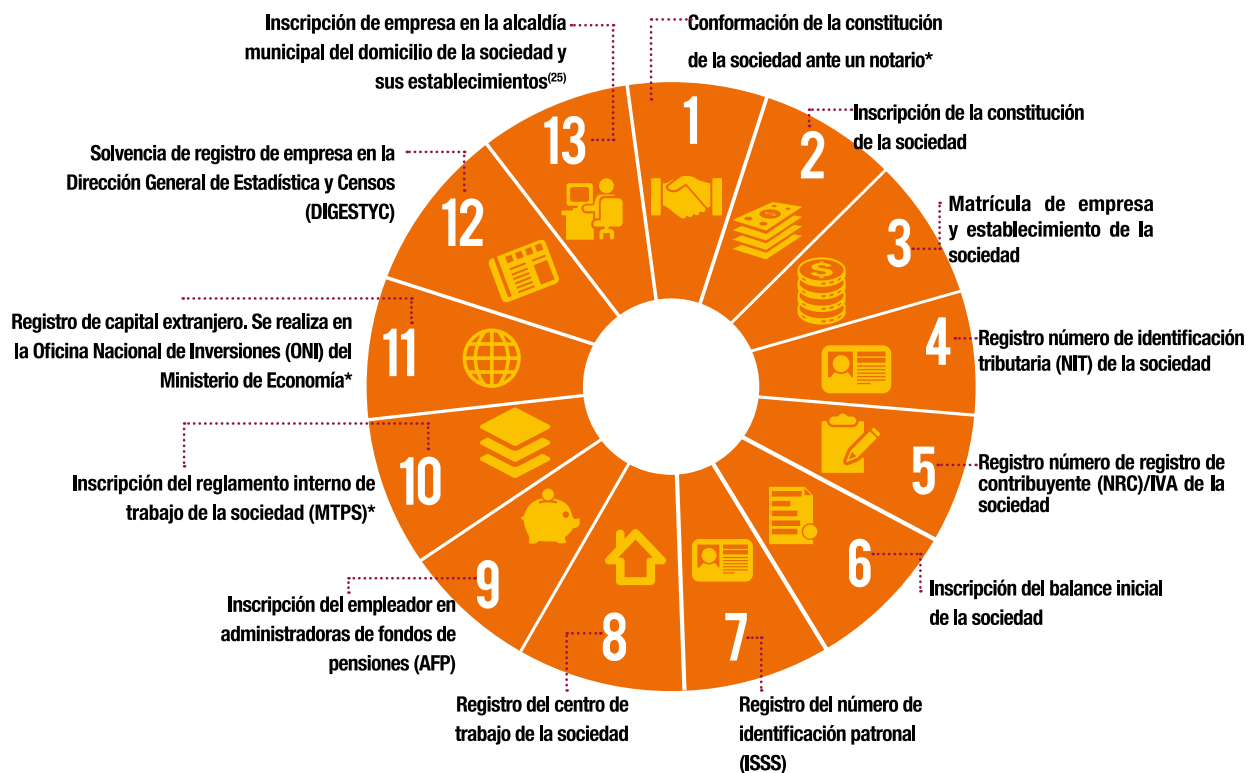 1
Conformación de la constitución
de la sociedad ante un notario*
2
Inscripción de la constitución
de la sociedad
3
Matrícula de empresa
y establecimiento de la
sociedad
4
Registro número de identificación
tributaria (NIT) de la sociedad
5
Registro número de registro de
contribuyente (NRC)/IVA de la
sociedad
6
Inscripción del balance inicial
de la sociedad
7
Registro del número de
identificación patronal
(ISSS)
8
Registro del centro de
trabajo de la sociedad
9
Inscripción del empleador en
administradoras de fondos de
pensiones (AFP)
10
Inscripción del reglamento interno de
trabajo de la sociedad (MTPS)*
11
Registro de capital extranjero. Se realiza en
la Oficina Nacional de Inversiones (ONI) del
Ministerio de Economía*
12
Solvencia de registro de empresa en la
Dirección General de Estadística y Censos
(DIGESTYC)
13
Inscripción de empresa en la alcaldía
municipal del domicilio de la sociedad y
sus establecimientos(25)